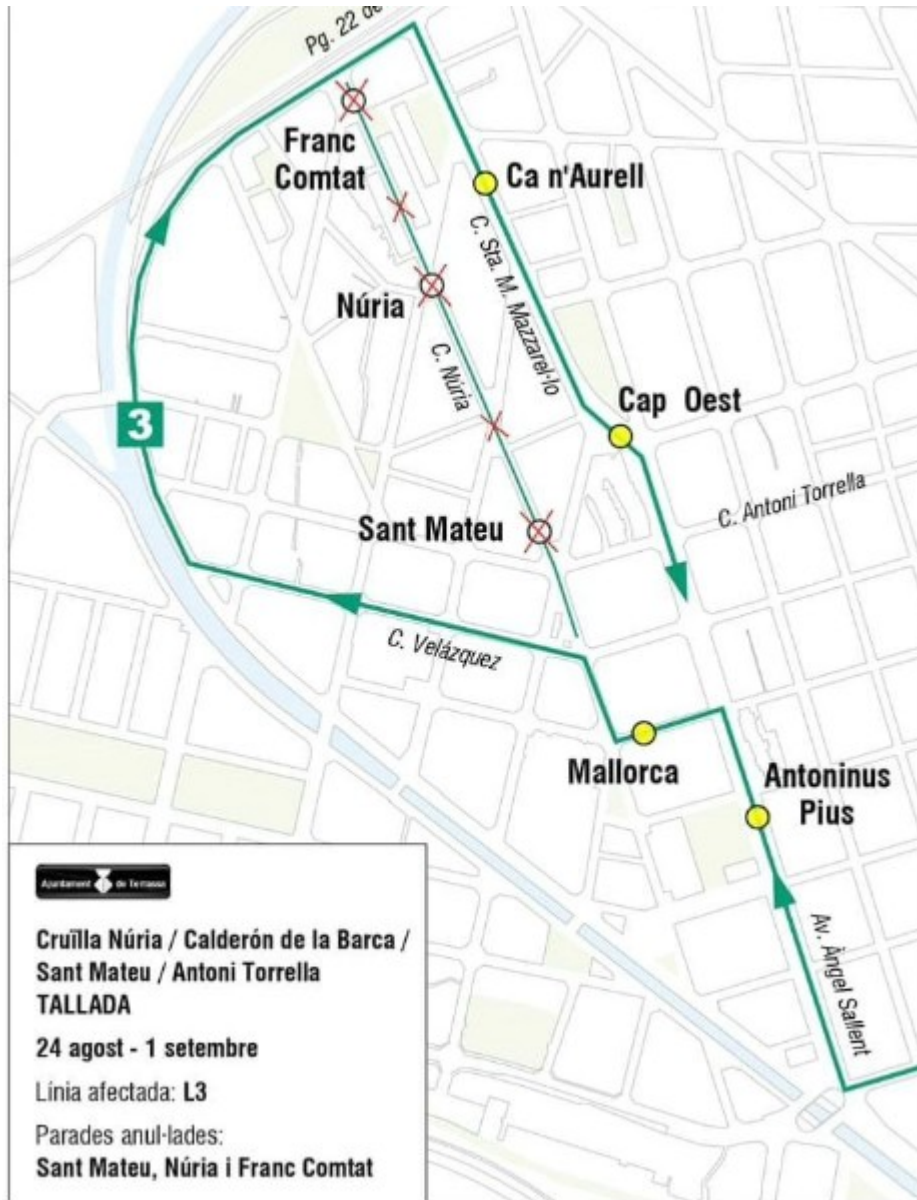 Pg. 22 de
Franc
Comtat
Ca n'Aurell
C. Sta. M. Mazzarel·lo
Núria
C. Núria
Cap Oest
3
Sant Mateu
C. Antoni Torrella
C. Velázquez
Mallorca
Antoninus
Pius
Av. Àngel Sallent
Ajuntament de Terrassa
Cruïlla Núria / Calderón de la Barca /
Sant Mateu / Antoni Torrella
TALLADA
24 agost - 1 setembre
Línia afectada: L3
Parades anul·lades:
Sant Mateu, Núria i Franc Comtat